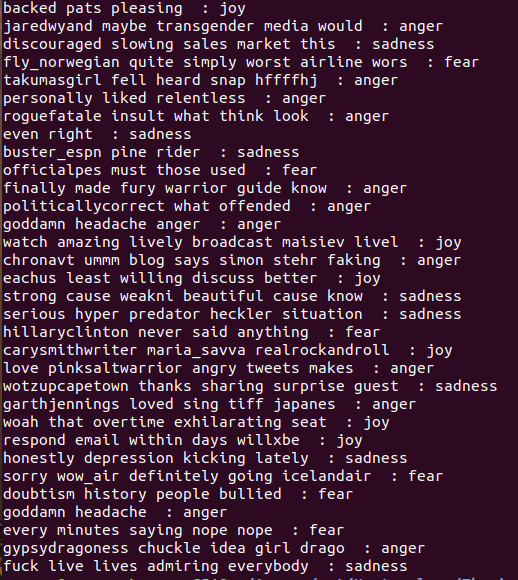 backed pats pleasing  : joy
jaredwyand maybe transgender media would  : anger
discouraged slowing sales market this  : sadness
fly_norwegian quite simply worst airline wors  : fear
takumasgirl fell heard snap hffffhj  : anger
personally liked relentless  : anger
roguefatale insult what think look  : anger
even right  : sadness
buster_espn pine rider  : sadness
officialpes must those used  : fear
finally made fury warrior guide know  : anger
politicallycorrect what offended  : anger
goddamn headache anger  : anger
watch amazing lively broadcast maisiev livel  : joy
chronavt ummm blog says simon stehr faking  : anger
eachus least willing discuss better  : joy
strong cause weakni beautiful cause know  : sadness
serious hyper predator heckler situation  : sadness
hillaryclinton never said anything  : fear
carysmithwriter maria_savva realrockandroll  : joy
love pinksaltwarrior angry tweets makes  : anger
wotzupcapetown thanks sharing surprise guest  : sadness
garthjennings loved sing tiff japanes  : anger
woah that overtime exhilarating seat  : joy
respond email within days willxbe  : joy
honestly depression kicking lately  : sadness
sorry wow_air definitely going icelandair  : fear
doubtism history people bullied  : fear
goddamn headache  : anger
every minutes saying nope nope  : fear
gypsydragoness chuckle idea girl drago  : anger
fuck live lives admiring everybody  : sadness